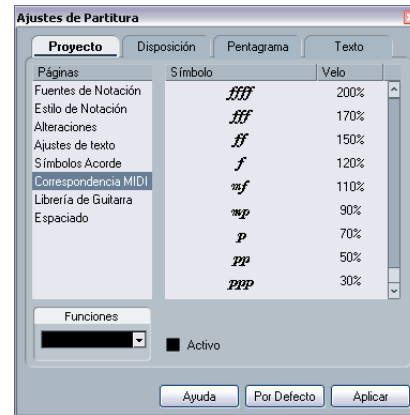 Ajustes de Partitura
Proyecto Disposición Pentagrama Texto
Páginas Símbolo Velo
Fuentes de Notación
Estilo de Notación
Alteraciones
Ajustes de texto
Símbolos Acorde
Correspondencia MIDI
Librería de Guitarra
Espaciado
ffff 200%
fff 170%
ff 150%
f 120%
mf 110%
mp 90%
p 70%
pp 50%
ppp 30%
Funciones
Activo
Ayuda Por Defecto Aplicar